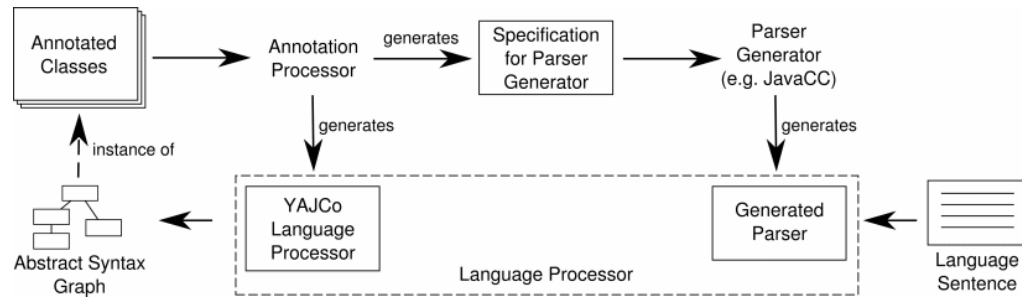 Annotated
Classes
Annotation
Processor
generates
Specification
for Parser
Generator
Parser
Generator
(e.g. JavaCC)
generates
generates
instance of
YAJCo
Language
Processor
Generated
Parser
Language Processor
Abstract Syntax
Graph
Language
Sentence